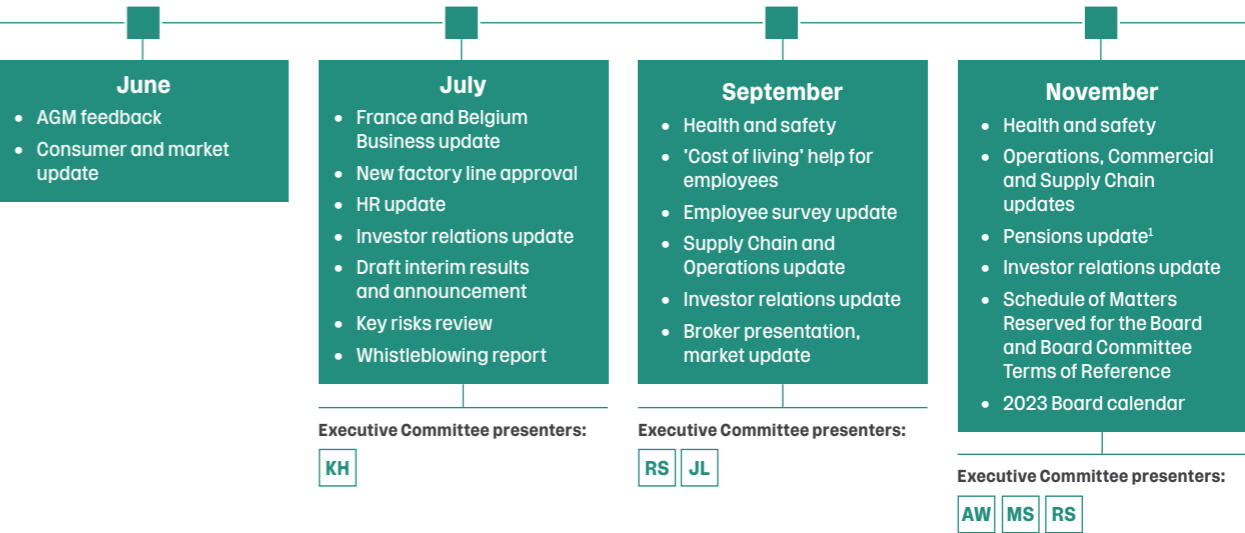 June
• AGM feedback
• Consumer and market
update
July
• France and Belgium
Business update
• New factory line approval
• HR update
• Investor relations update
• Draft interim results
and announcement
• Key risks review
• Whistleblowing report
Executive Committee presenters:
KH
September
• Health and safety
• 'Cost of living' help for
employees
• Employee survey update
• Supply Chain and
Operations update
• Investor relations update
• Broker presentation,
market update
Executive Committee presenters:
RS JL
November
• Health and safety
• Operations, Commercial
and Supply Chain
updates
• Pensions update¹
• Investor relations update
• Schedule of Matters
Reserved for the Board
and Board Committee
Terms of Reference
• 2023 Board calendar
Executive Committee presenters:
AW MS RS